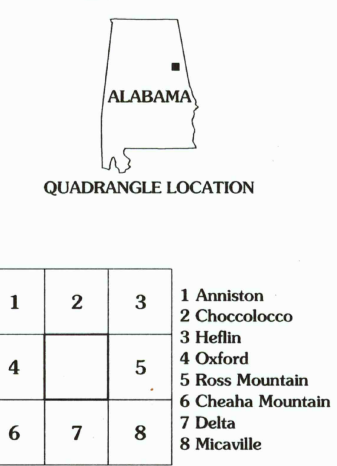 ALABAMA
QUADRANGLE LOCATION
1 2 3
4 5
6 7 8
1 Anniston
2 Choccolocco
3 Heflin
4 Oxford
5 Ross Mountain
6 Cheaha Mountain
7 Delta
8 Micaville